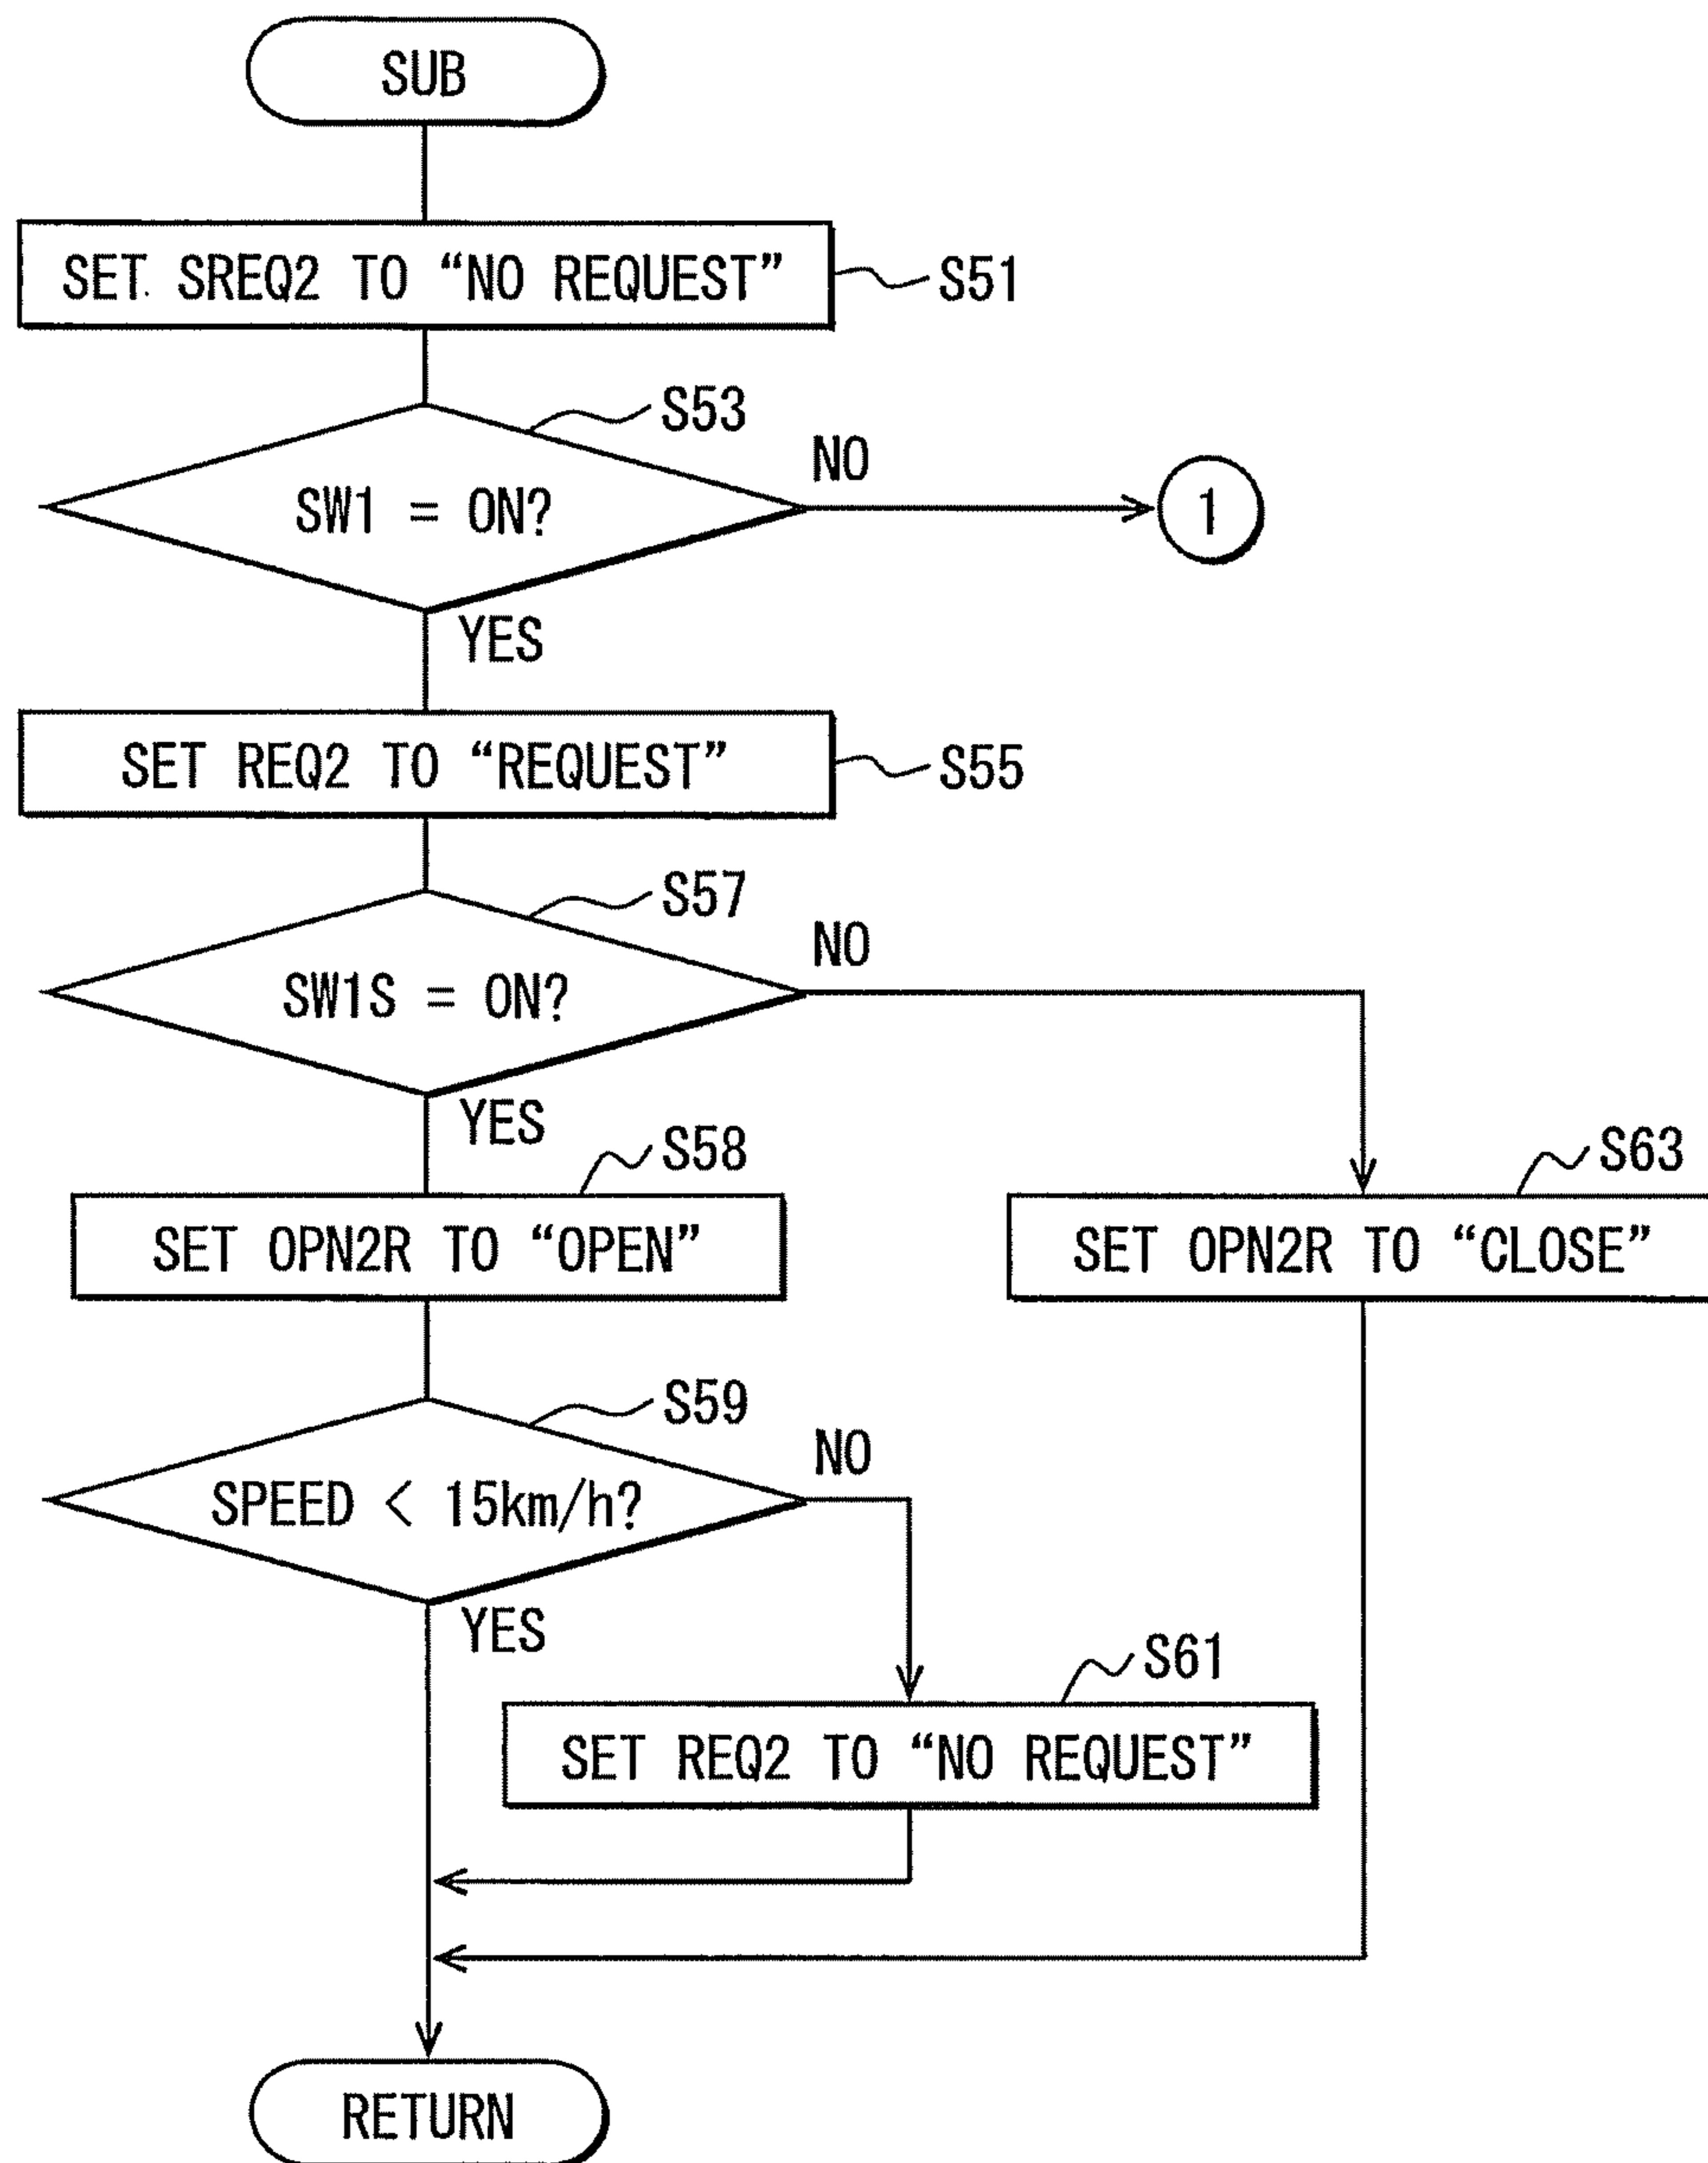 SUB
SET SREQ2 TO “NO REQUEST”
S51
S53
SW1 = ON?
NO
1
YES
SET REQ2 TO “REQUEST”
S55
S57
SW1S = ON?
NO
YES
S58
SET OPN2R TO “OPEN”
S63
SET OPN2R TO “CLOSE”
S59
SPEED < 15km/h?
NO
YES
S61
SET REQ2 TO “NO REQUEST”
RETURN